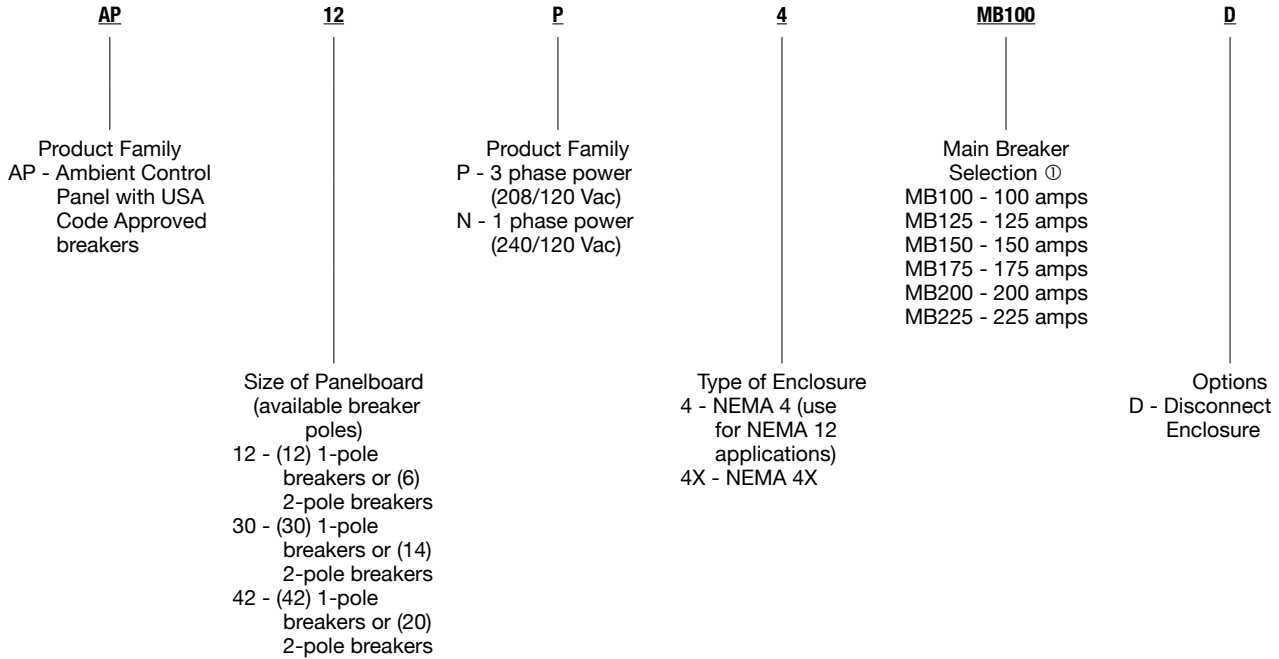 AP 12 P 4 MB100 D
Product Family
AP - Ambient Control
Panel with USA
Code Approved
breakers
Product Family
P - 3 phase power
(208/120 Vac)
N - 1 phase power
(240/120 Vac)
Main Breaker
Selection ①
MB100 - 100 amps
MB125 - 125 amps
MB150 - 150 amps
MB175 - 175 amps
MB200 - 200 amps
MB225 - 225 amps
Size of Panelboard
(available breaker
poles)
12 - (12) 1-pole
breakers or (6)
2-pole breakers
30 - (30) 1-pole
breakers or (14)
2-pole breakers
42 - (42) 1-pole
breakers or (20)
2-pole breakers
Type of Enclosure
4 - NEMA 4 (use
for NEMA 12
applications)
4X - NEMA 4X
Options
D - Disconnect
Enclosure